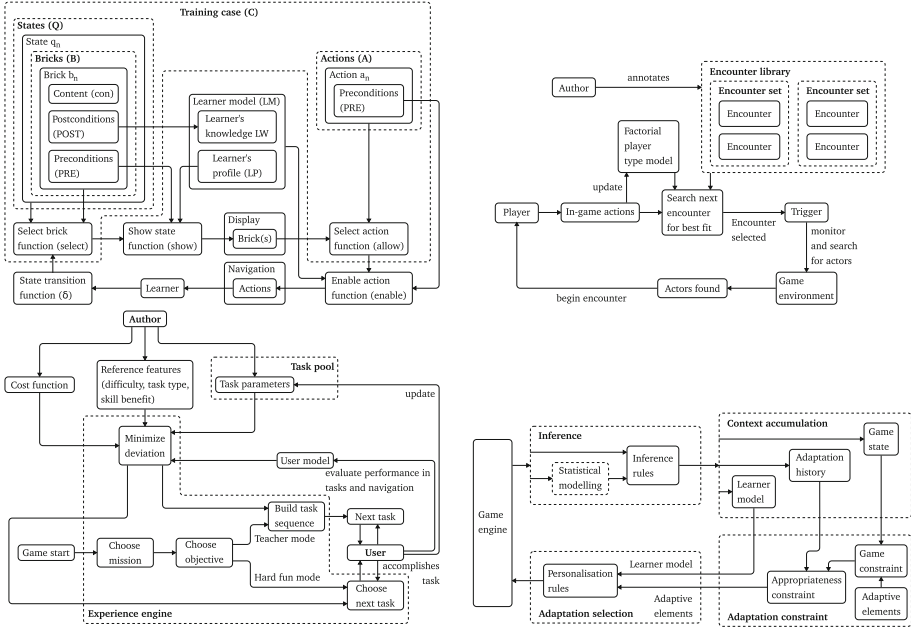 Training case (C)
States (Q)
State qn
Bricks (B)
Brick bn
Content (con)
Postconditions
(POST)
Preconditions
(PRE)
Learner model (LM)
Learner's
knowledge LW
Learner's
profile (LP)
Actions (A)
Action an
Preconditions
(PRE)
Select brick
function (select)
Show state
function (show)
Display
Brick(s)
Select action
function (allow)
State transition
function (δ)
Learner
Navigation
Actions
Enable action
function (enable)
Author
annotates
Encounter library
Encounter set
Encounter
Encounter
Encounter set
Encounter
Encounter
Factorial
player
type model
update
Player
In-game actions
Search next
encounter
for best fit
Encounter
selected
Trigger
monitor
and search
for actors
Game
environment
Actors found
begin encounter
Author
Cost function
Reference features
(difficulty, task type,
skill benefit)
Task pool
Task parameters
update
Minimize
deviation
User model
evaluate performance in
tasks and navigation
Build task
sequence
Next task
Teacher mode
Game start
Choose
mission
Choose
objective
User
accomplishes
task
Hard fun mode
Choose
next task
Experience engine
Game
engine
Inference
Statistical
modelling
Inference
rules
Context accumulation
Game
state
Adaptation
history
Learner
model
Personalisation
rules
Learner model
Adaptive
elements
Adaptation selection
Game
constraint
Appropriateness
constraint
Adaptive
elements
Adaptation constraint